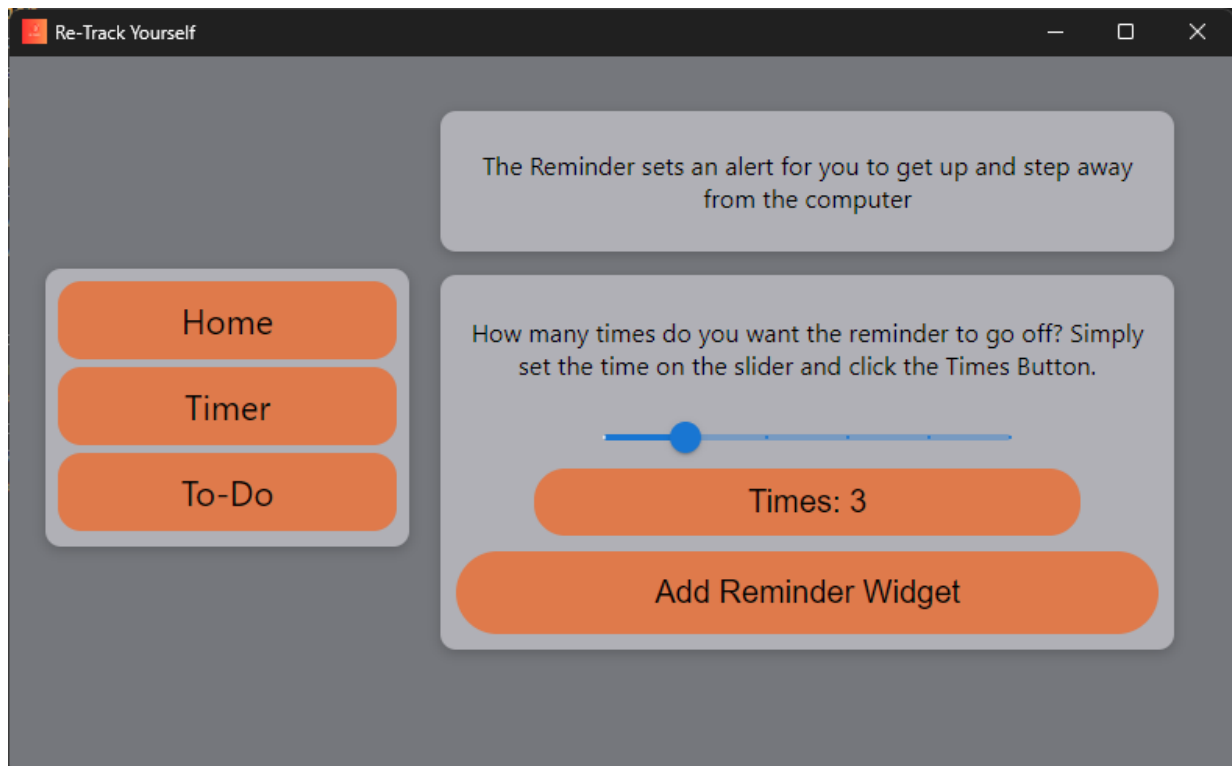 Re-Track Yourself
The Reminder sets an alert for you to get up and step away
from the computer
Home
Timer
To-Do
How many times do you want the reminder to go off? Simply
set the time on the slider and click the Times Button.
Times: 3
Add Reminder Widget